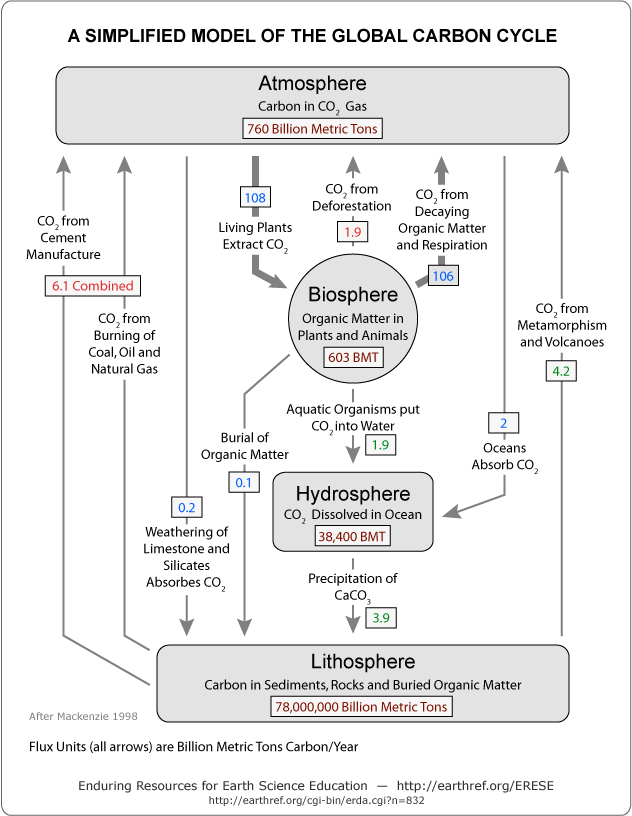 A SIMPLIFIED MODEL OF THE GLOBAL CARBON CYCLE
Atmosphere
Carbon in CO₂ Gas
760 Billion Metric Tons
CO₂ from
Cement
Manufacture
6.1 Combined
CO₂ from
Burning of
Coal, Oil and
Natural Gas
0.2
Weathering of
Limestone and
Silicates
Absorbes CO₂
108
Living Plants
Extract CO₂
CO₂ from
Deforestation
1.9
CO₂ from
Decaying
Organic Matter
and Respiration
106
Biosphere
Organic Matter in
Plants and Animals
603 BMT
CO₂ from
Metamorphism
and Volcanoes
4.2
Burial of
Organic Matter
0.1
Aquatic Organisms put
CO₂ into Water
1.9
2
Oceans
Absorb CO₂
Hydrosphere
CO₂ Dissolved in Ocean
38,400 BMT
Precipitation of
CaCO₃
3.9
Lithosphere
Carbon in Sediments, Rocks and Buried Organic Matter
78,000,000 Billion Metric Tons
After Mackenzie 1998
Flux Units (all arrows) are Billion Metric Tons Carbon/Year
Enduring Resources for Earth Science Education — http://earthref.org/ERESE
http://earthref.org/cgi-bin/erda.cgi?n=832